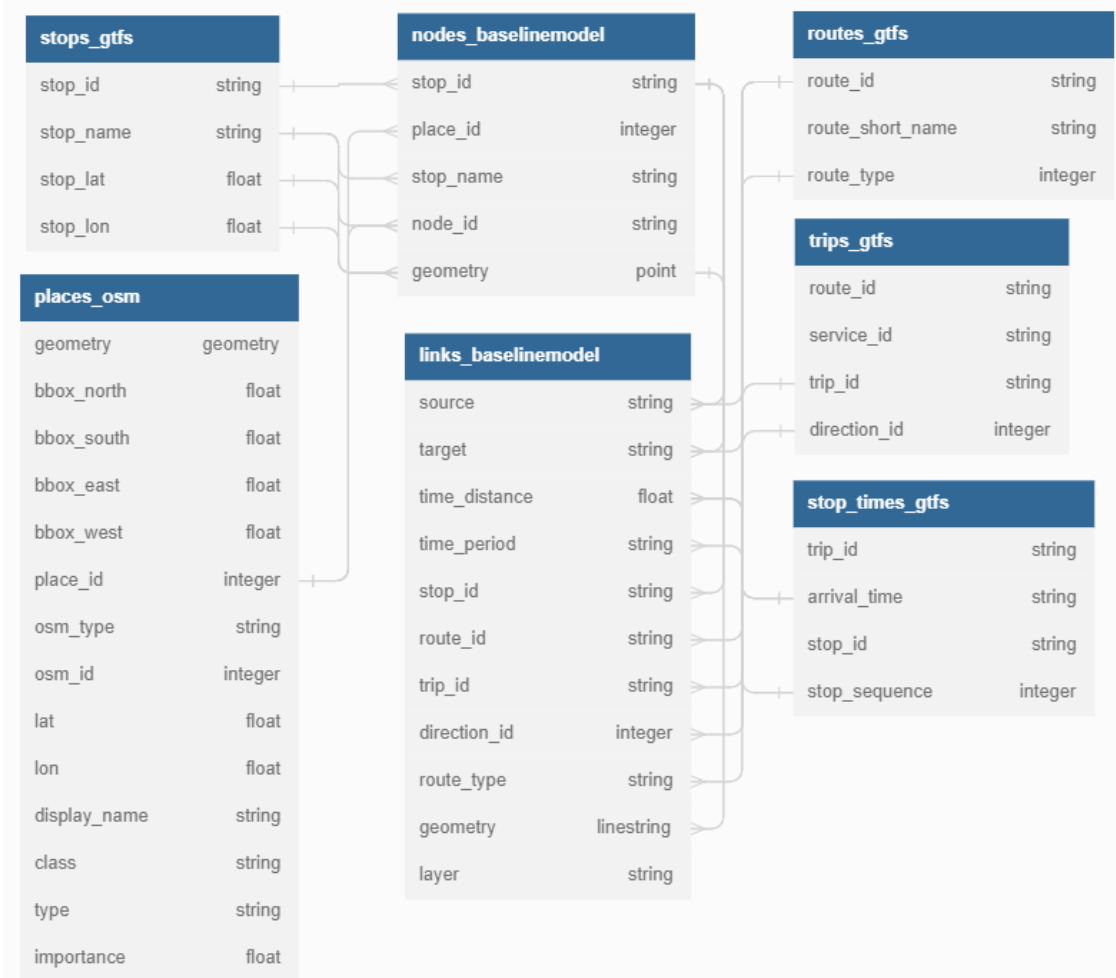 stops_gtfs
stop_id string
stop_name string
stop_lat float
stop_lon float
places_osm
geometry geometry
bbox_north float
bbox_south float
bbox_east float
bbox_west float
place_id integer
osm_type string
osm_id integer
lat float
lon float
display_name string
class string
type string
importance float
nodes_baselinemodel
stop_id string
place_id integer
stop_name string
node_id string
geometry point
links_baselinemodel
source string
target string
time_distance float
time_period string
stop_id string
route_id string
trip_id string
direction_id integer
route_type string
geometry linestring
layer string
routes_gtfs
route_id string
route_short_name string
route_type integer
trips_gtfs
route_id string
service_id string
trip_id string
direction_id integer
stop_times_gtfs
trip_id string
arrival_time string
stop_id string
stop_sequence integer